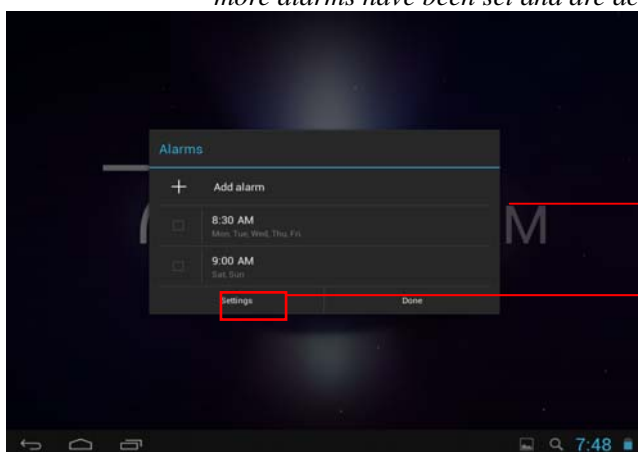 more alarms have been set and are ac
Alarms
+ Add alarm
8:30 AM
Mon, Tue, Wed, Thu, Fri
M
9:00 AM
Sat, Sun
Settings Done
7:48